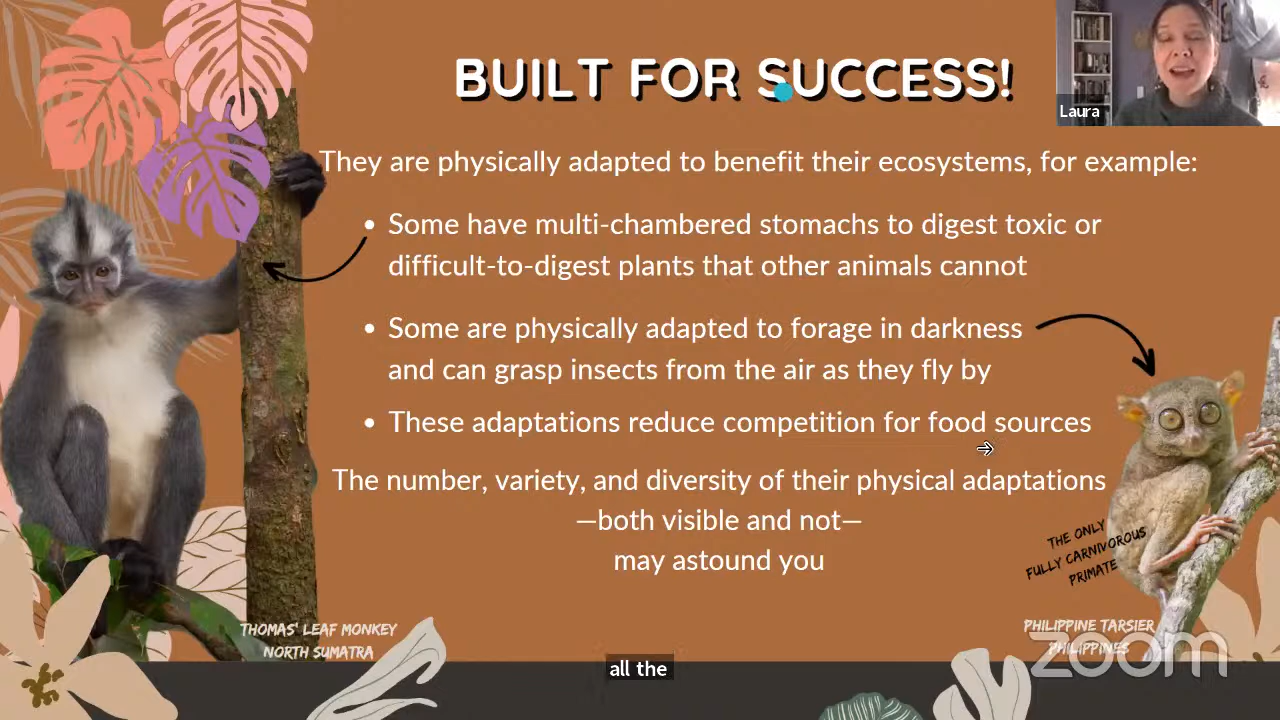 BUILT FOR SUCCESS!
Laura
They are physically adapted to benefit their ecosystems, for example:
• Some have multi-chambered stomachs to digest toxic or
difficult-to-digest plants that other animals cannot
• Some are physically adapted to forage in darkness
and can grasp insects from the air as they fly by
• These adaptations reduce competition for food sources
The number, variety, and diversity of their physical adaptations
—both visible and not—
may astound you
THE ONLY
FULLY CARNIVOROUS
PRIMATE
THOMAS' LEAF MONKEY
NORTH SUMATRA
PHILIPPINE TARSIER
PHILIPPINES
zoom
all the